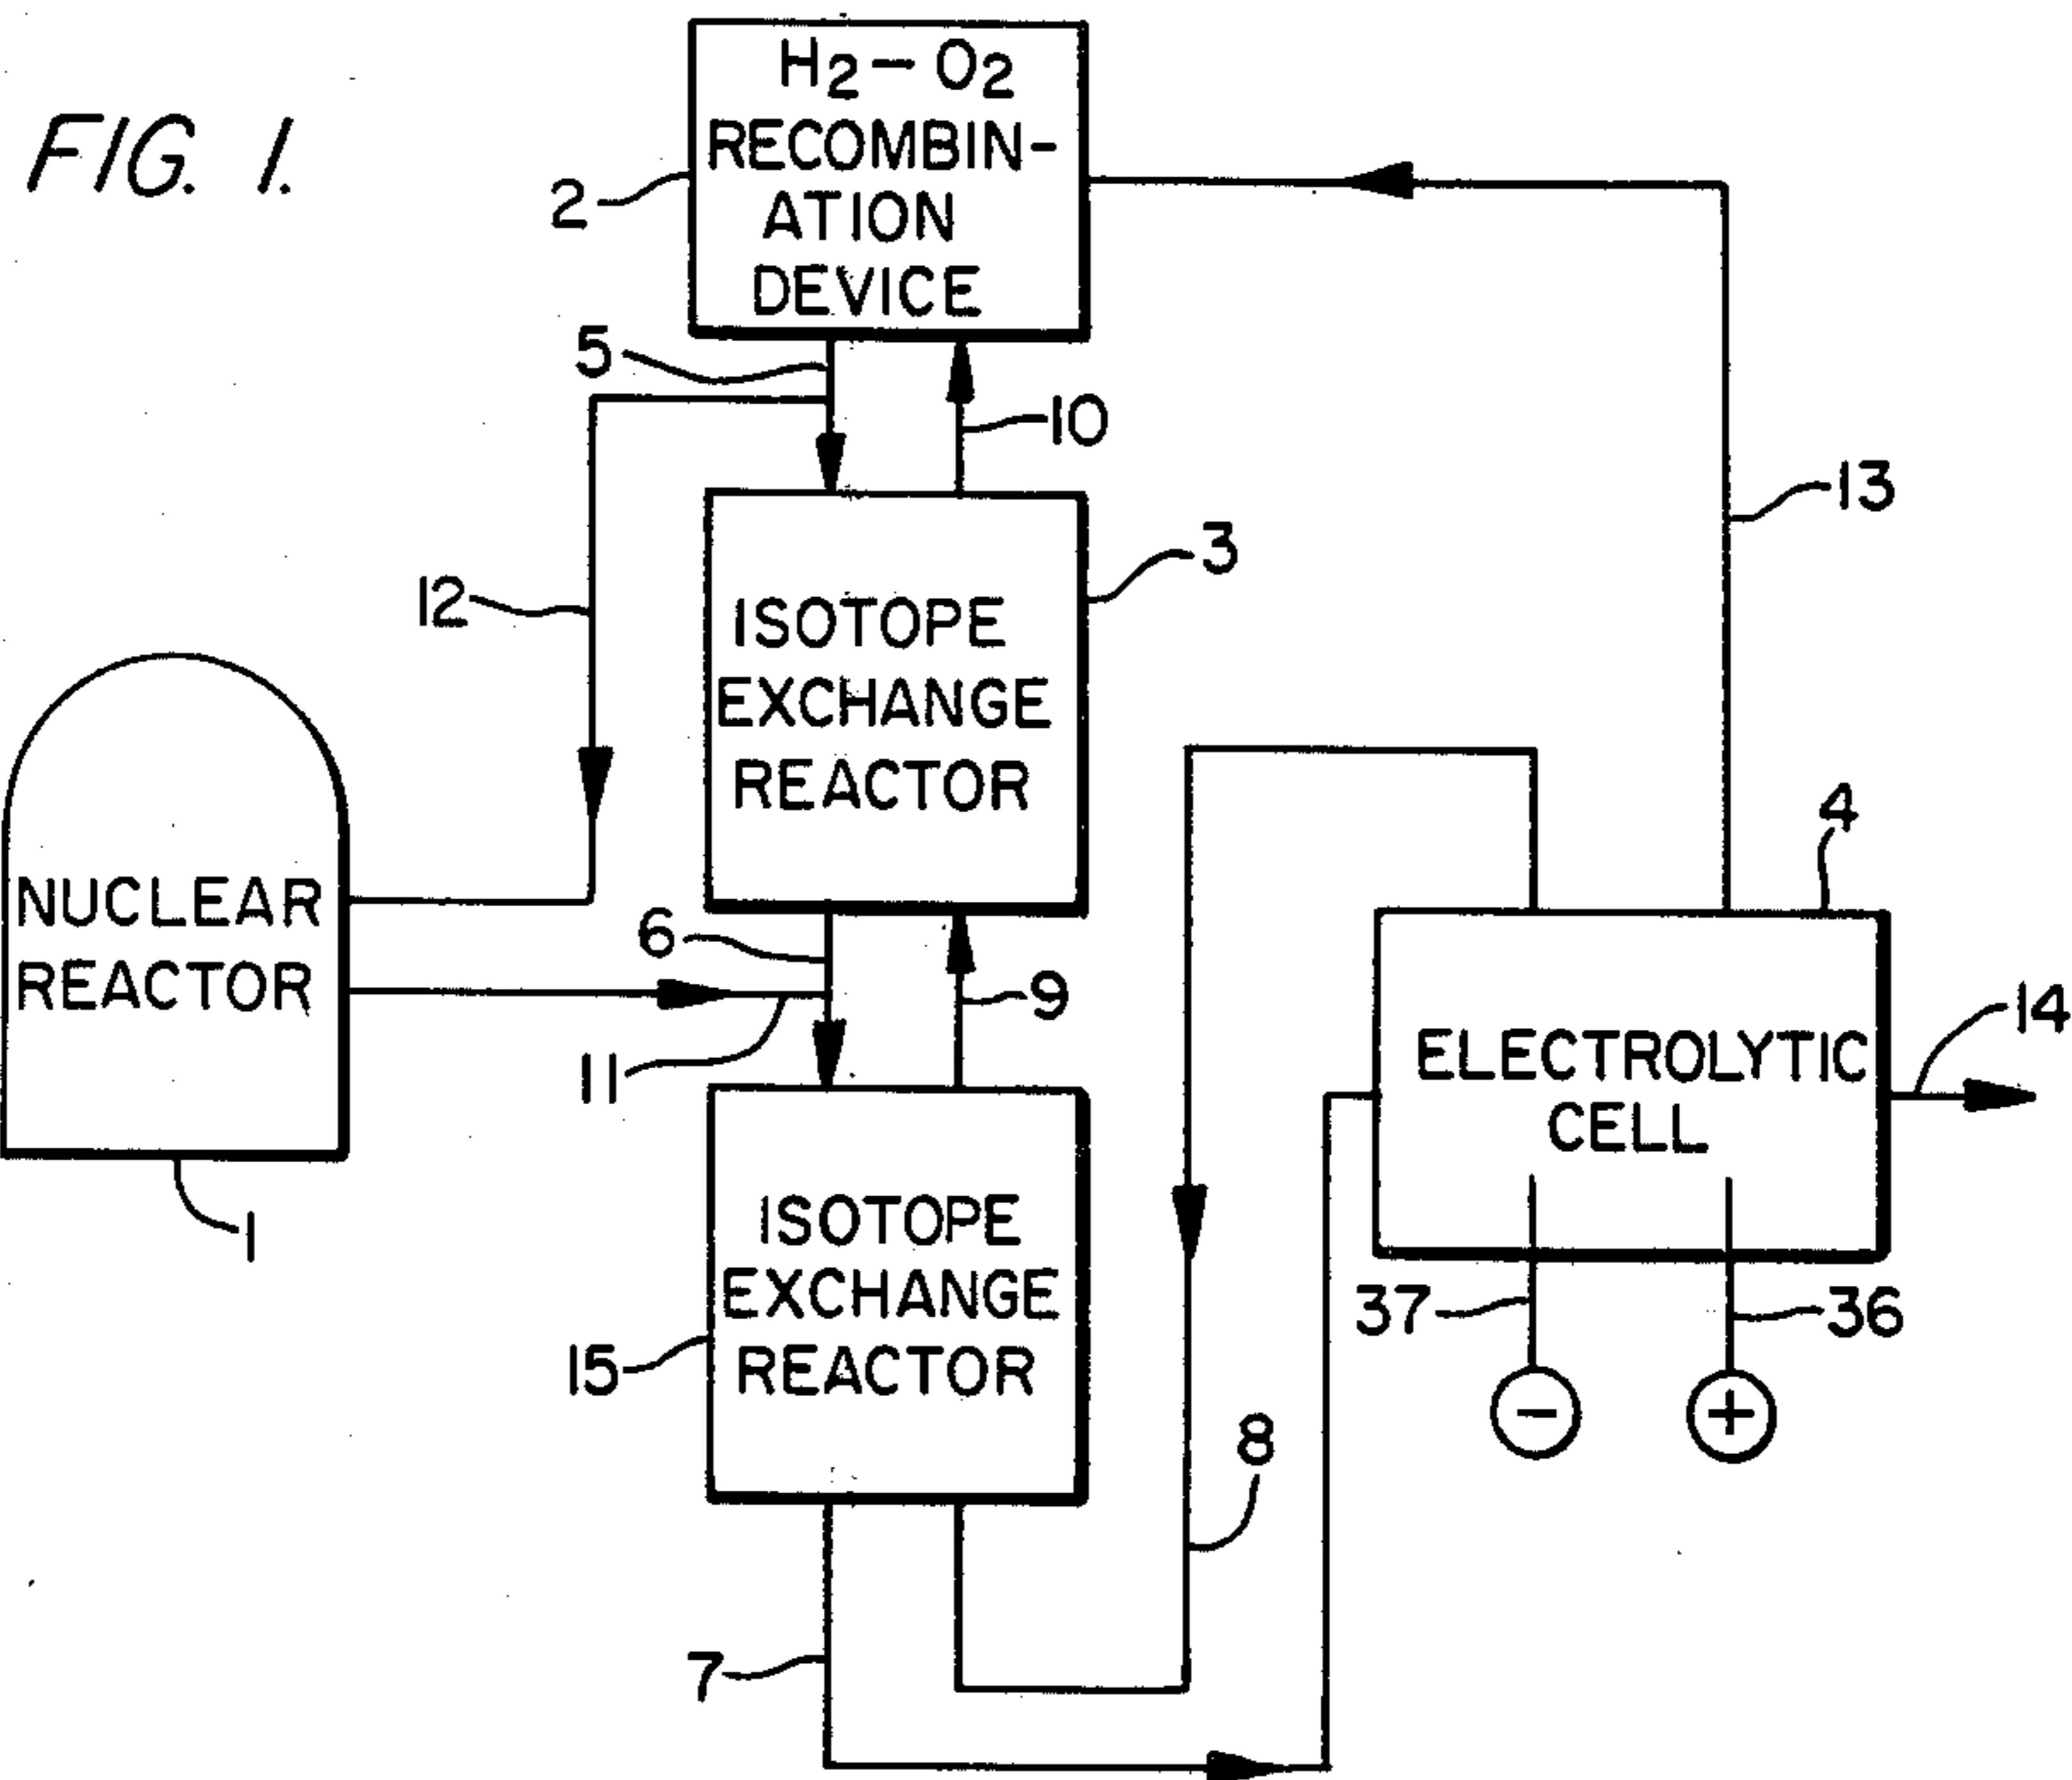 FIG. 1.
H2-O2
RECOMBIN-
ATION
DEVICE
2
5
10
13
12
3
ISOTOPE
EXCHANGE
REACTOR
4
NUCLEAR
REACTOR
6
9
11
14
ELECTROLYTIC
CELL
1
ISOTOPE
EXCHANGE
REACTOR
15
37
36
- +
8
7